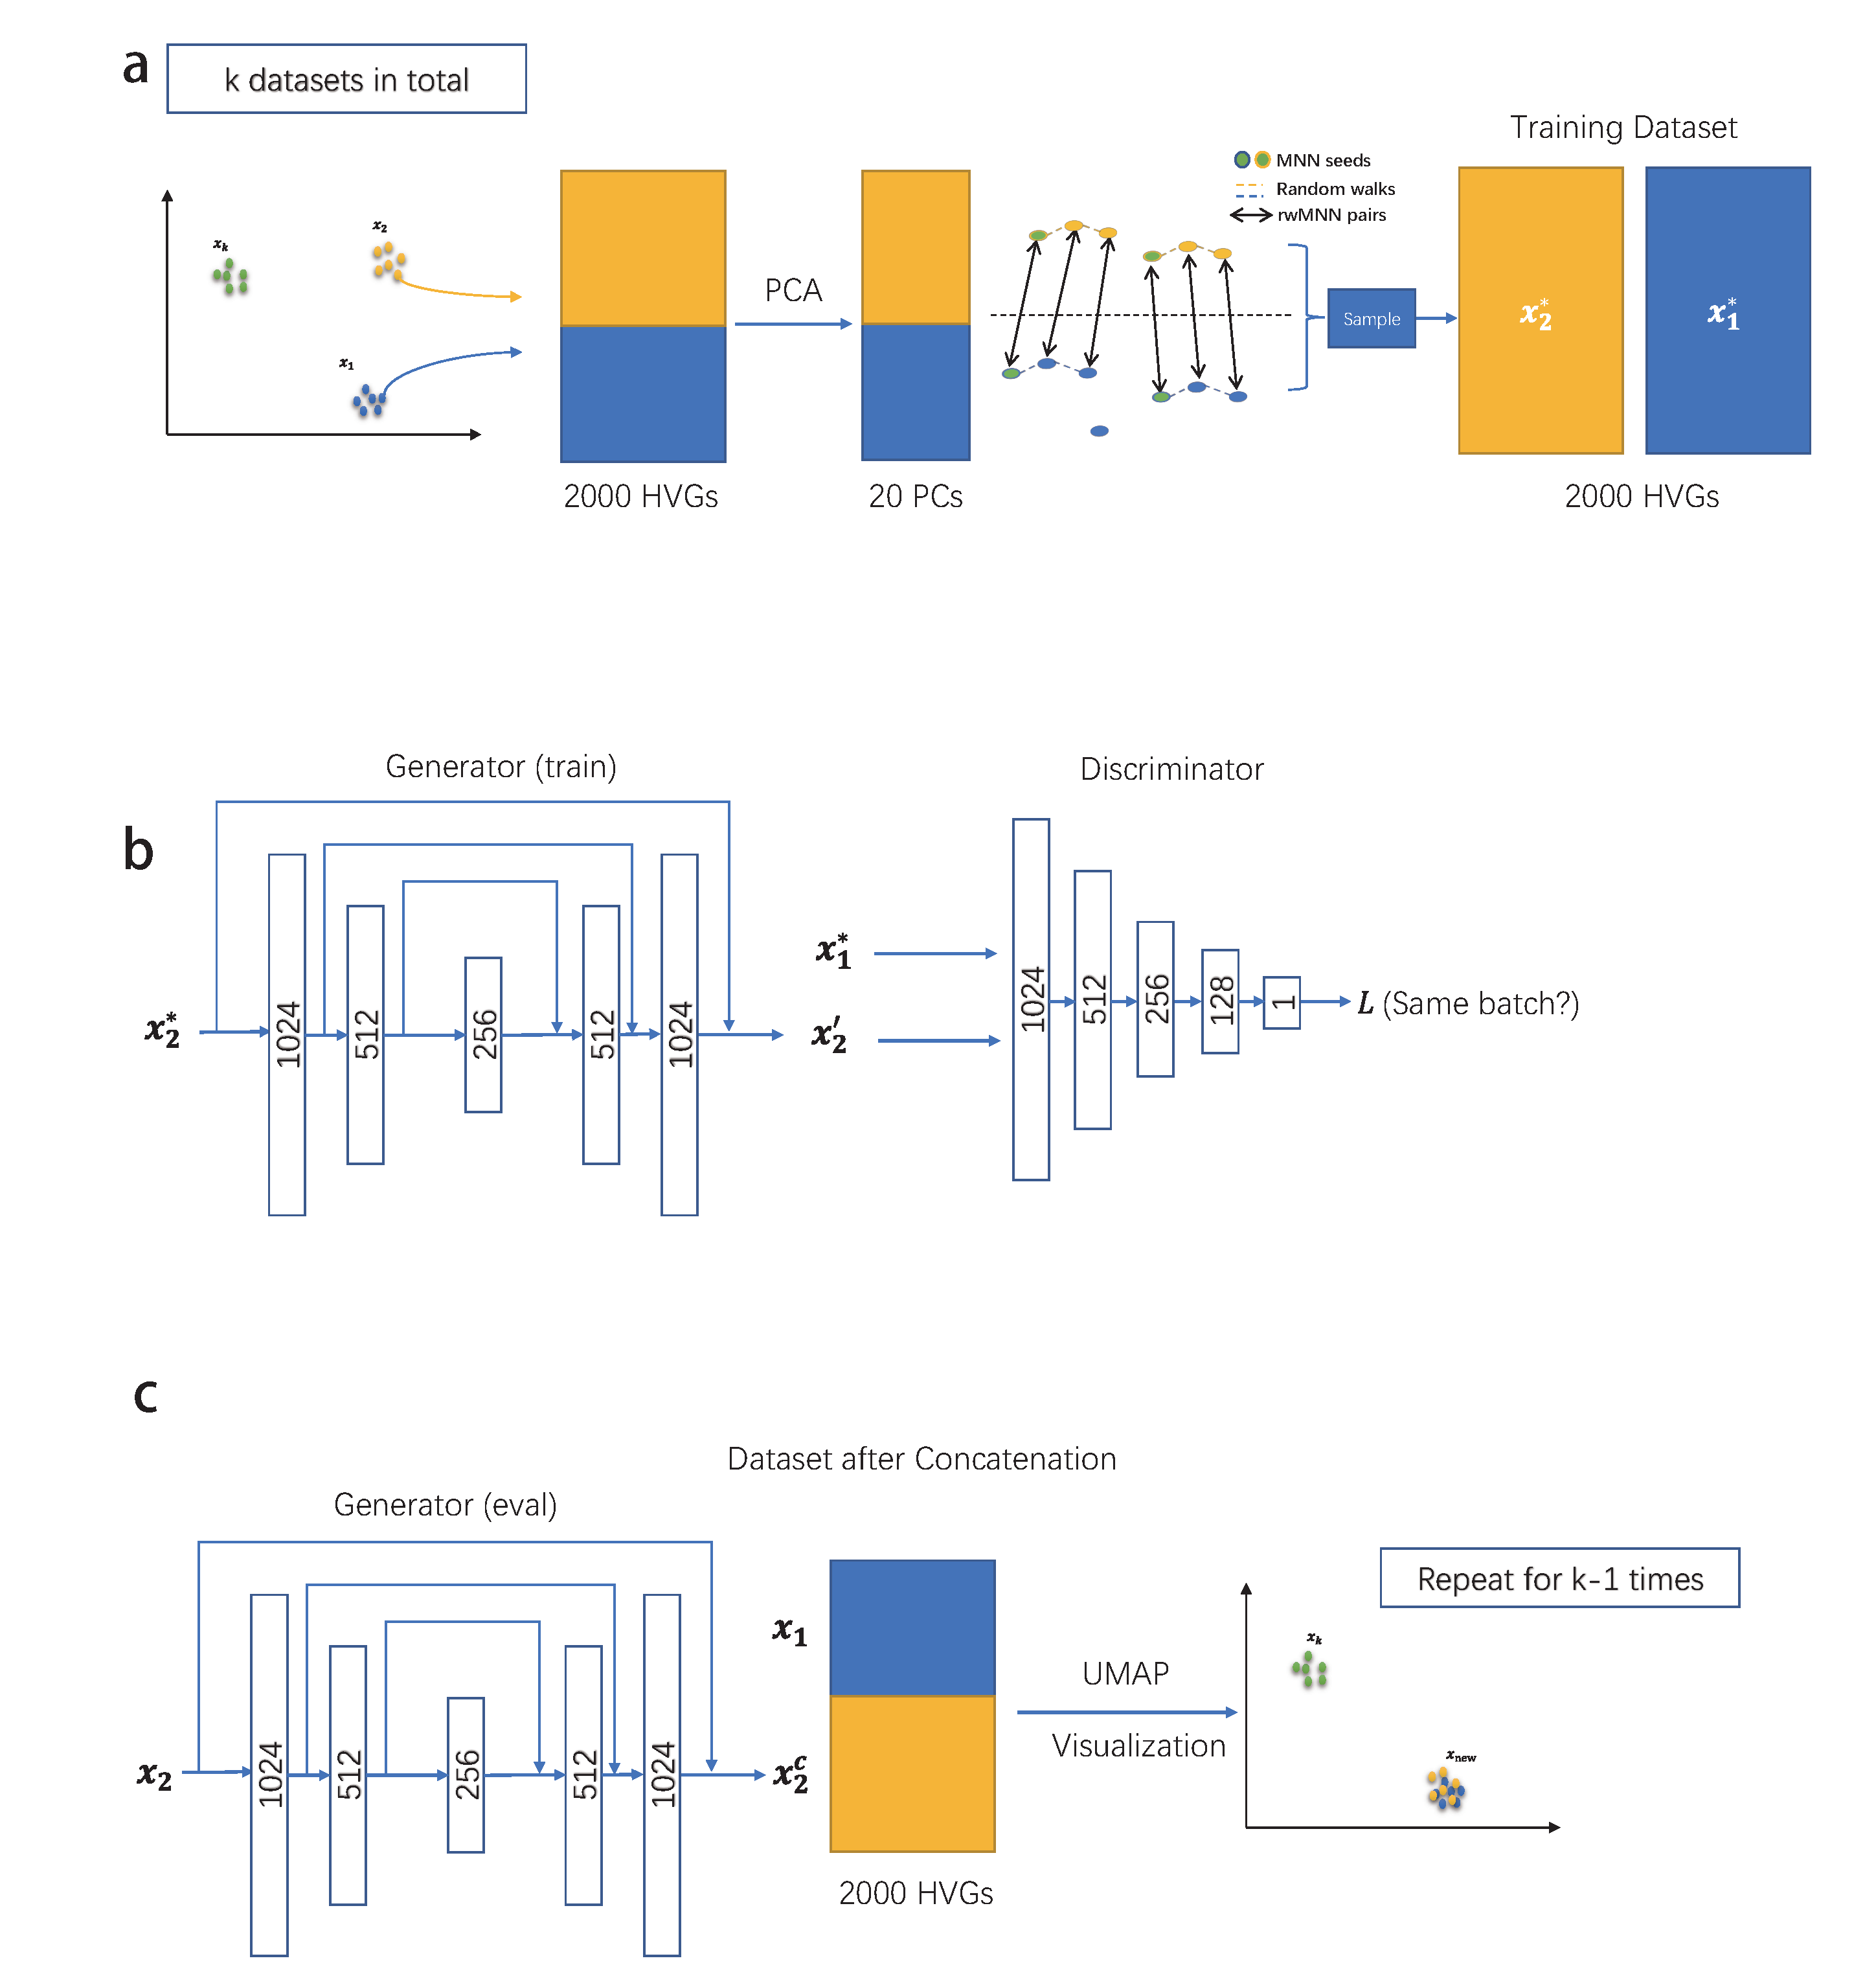 a
k datasets in total
Training Dataset
MNN seeds
Random walks
rwMNN pairs
x_k
x_2
x_1
PCA
Sample
x_2^*
x_1^*
2000 HVGs
20 PCs
2000 HVGs
b
Generator (train)
Discriminator
x_2^*
1024
512
256
512
1024
x_1^*
x_2′
1024
512
256
128
1
L (Same batch?)
c
Dataset after Concatenation
Generator (eval)
Repeat for k-1 times
x_2
1024
512
256
512
1024
x_1
x_2^c
UMAP
Visualization
x_k
x_new
2000 HVGs